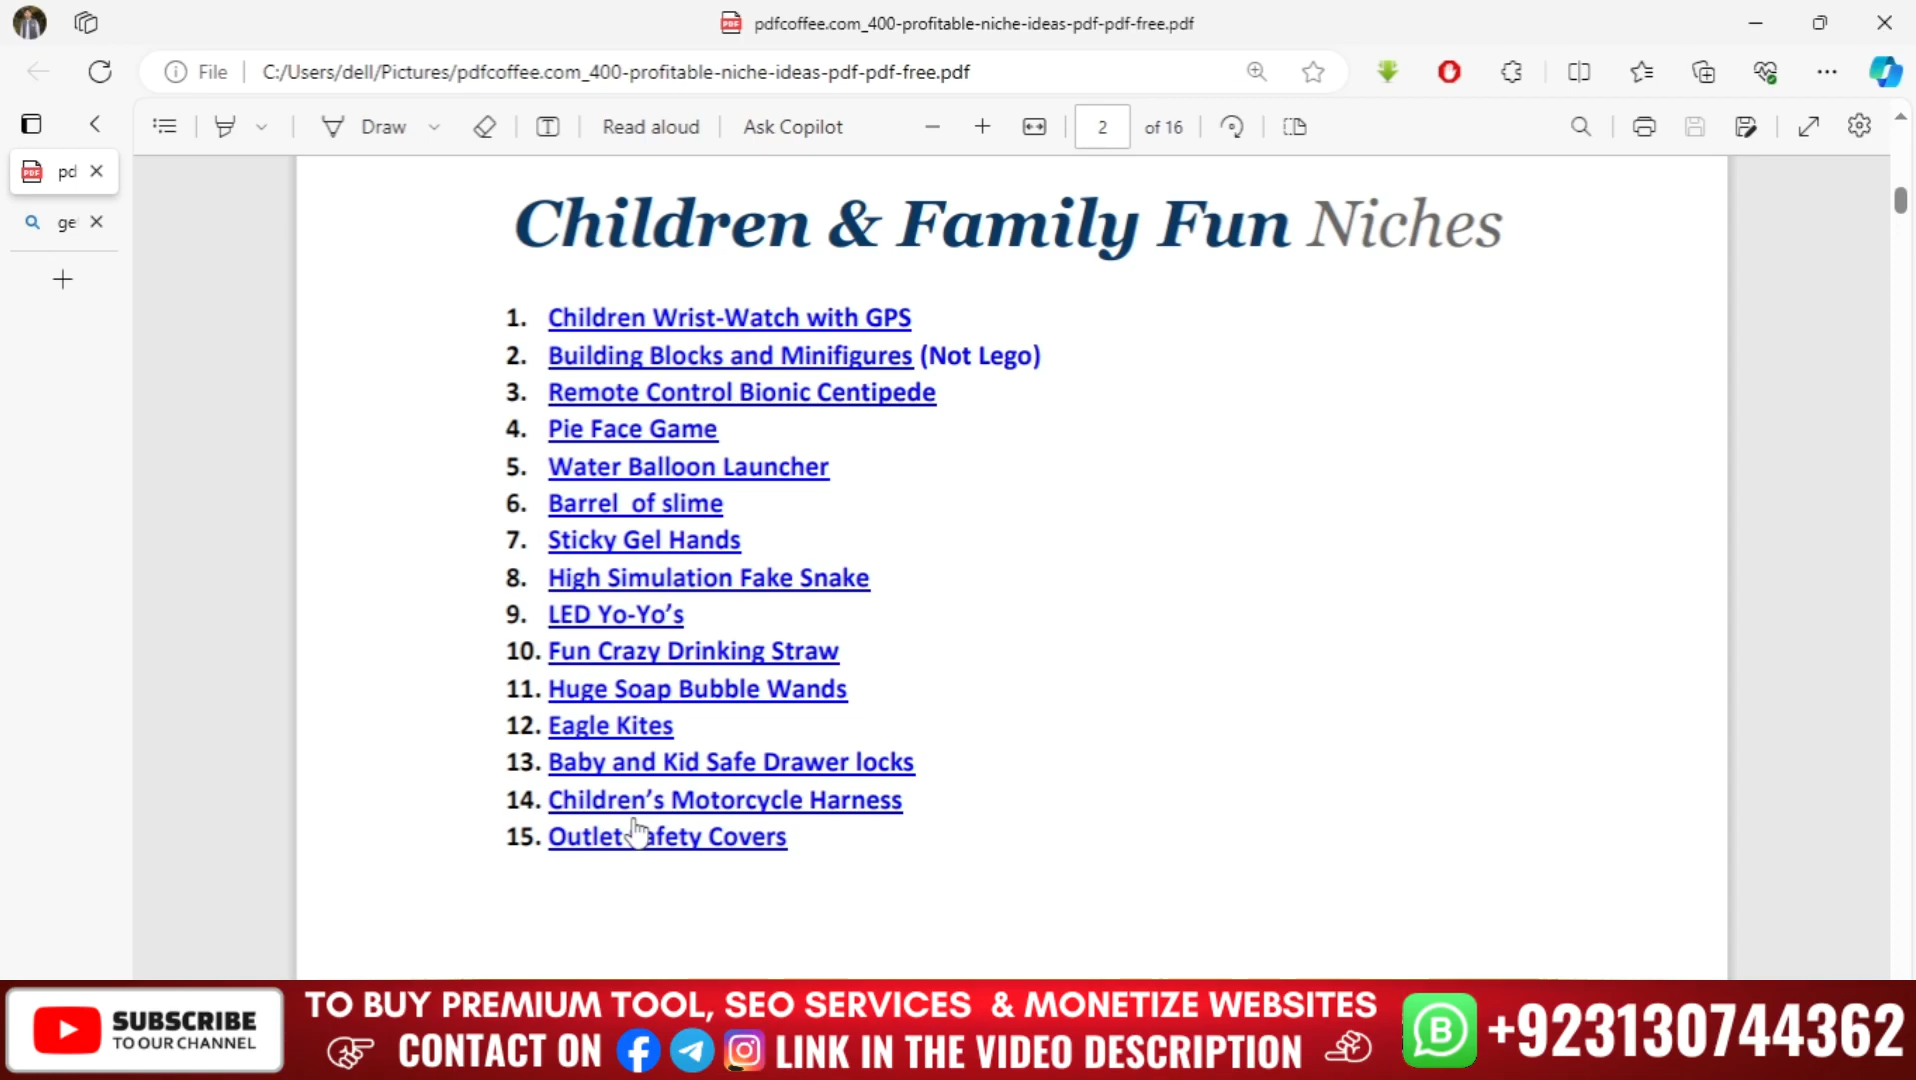 pdfcoffee.com_400-profitable-niche-ideas-pdf-pdf-free.pdf
File
C:/Users/dell/Pictures/pdfcoffee.com_400-profitable-niche-ideas-pdf-pdf-free.pdf
Draw
Read aloud
Ask Copilot
2 of 16
pd
ge
Children & Family Fun Niches
1. Children Wrist-Watch with GPS
2. Building Blocks and Minifigures (Not Lego)
3. Remote Control Bionic Centipede
4. Pie Face Game
5. Water Balloon Launcher
6. Barrel of slime
7. Sticky Gel Hands
8. High Simulation Fake Snake
9. LED Yo-Yo’s
10. Fun Crazy Drinking Straw
11. Huge Soap Bubble Wands
12. Eagle Kites
13. Baby and Kid Safe Drawer locks
14. Children’s Motorcycle Harness
15. Outlet Safety Covers
SUBSCRIBE
TO OUR CHANNEL
TO BUY PREMIUM TOOL, SEO SERVICES & MONETIZE WEBSITES
CONTACT ON LINK IN THE VIDEO DESCRIPTION
+923130744362